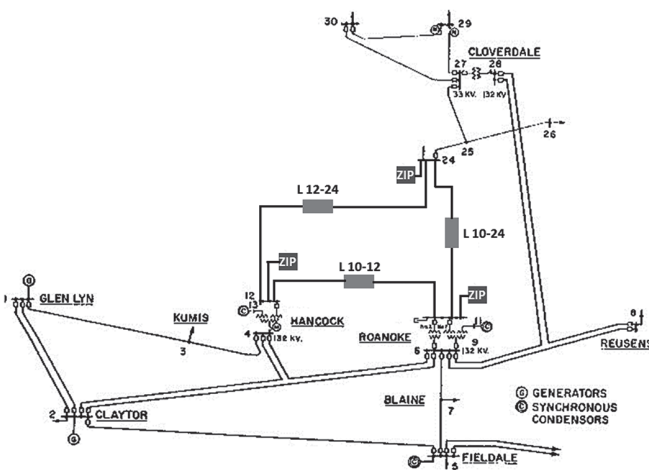 30
29
CLOVERDALE
27
28
33 KV.
132 KV
26
25
24
ZIP
L 12-24
L 10-24
ZIP
L 10-12
ZIP
12
13
C
HANCOCK
ROANOKE
11
C
1
GLEN LYN
G
KUMIS
3
4
132 KV.
6
9
132 KV.
8
REUSENS
BLAINE
7
G GENERATORS
C SYNCHRONOUS
CONDENSORS
2
CLAYTOR
G
C
5
FIELDALE